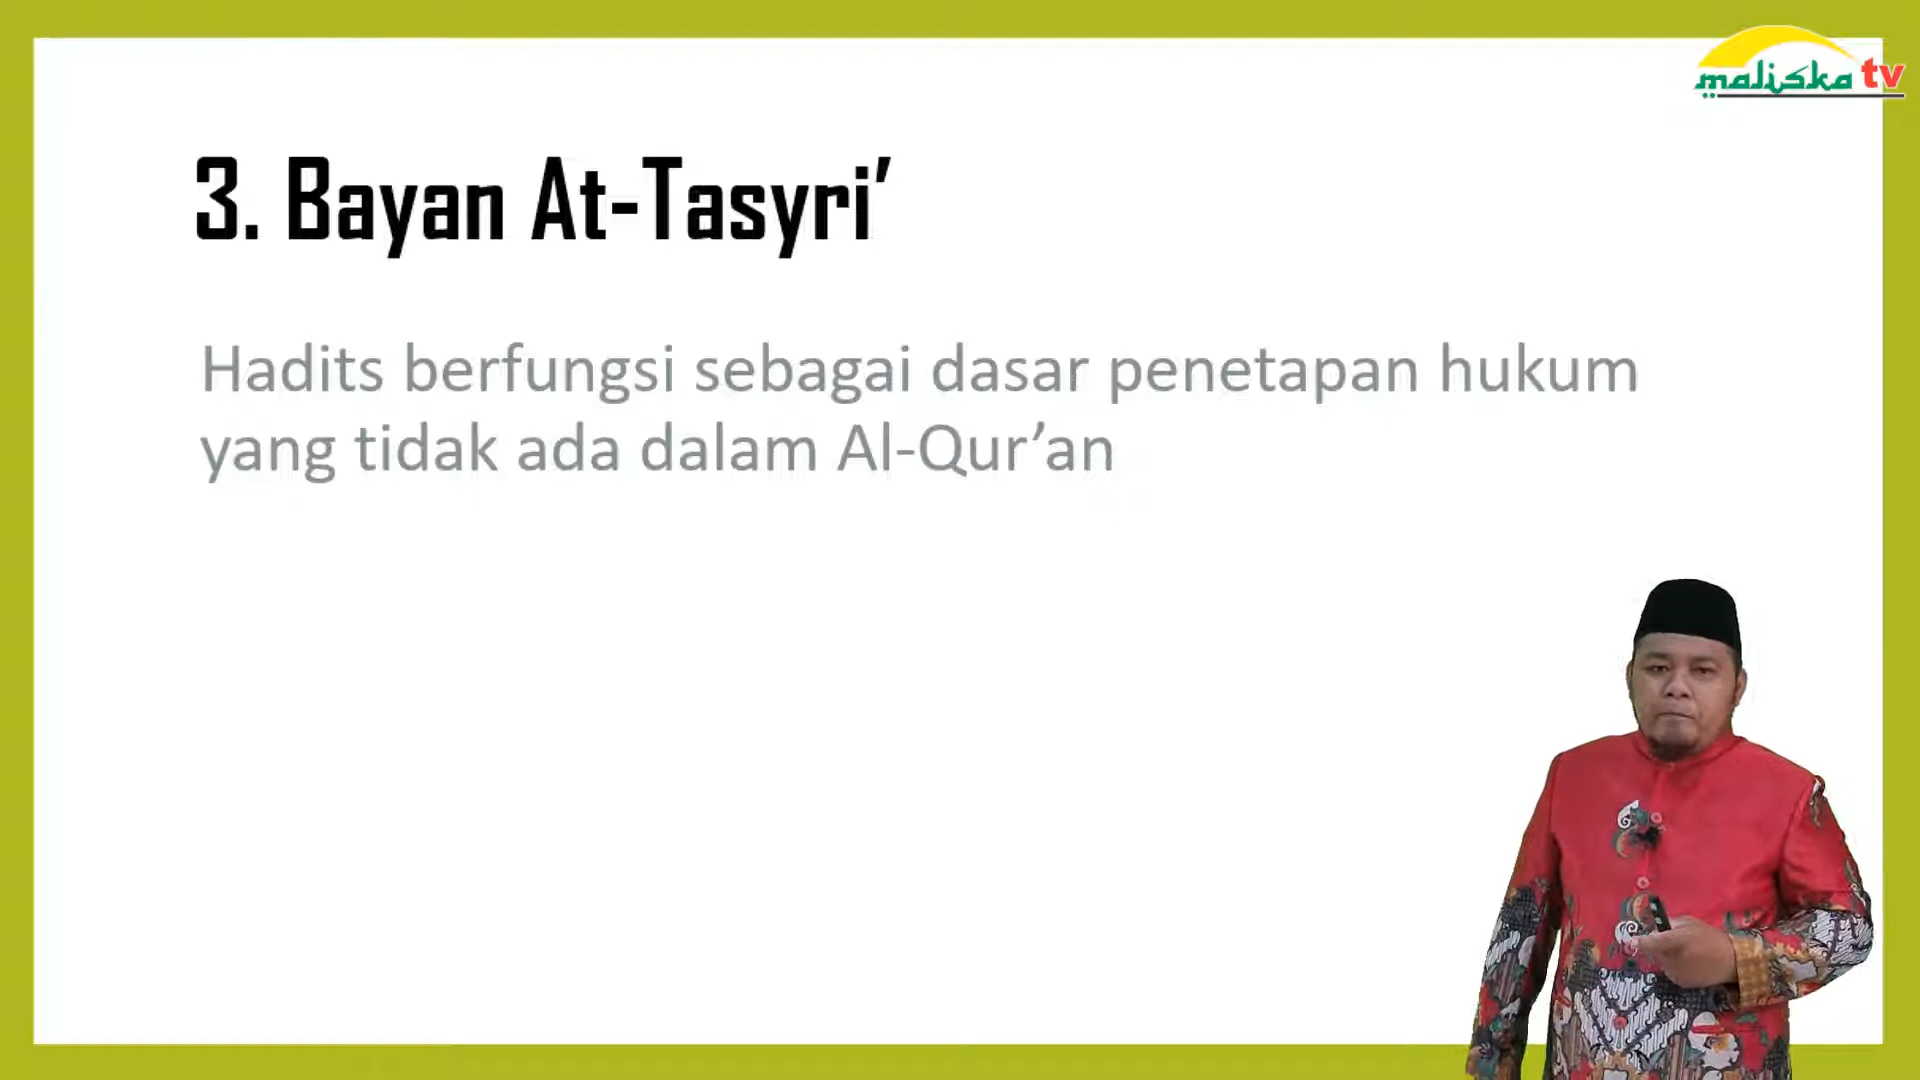 maliska tv
3. Bayan At-Tasyri’
Hadits berfungsi sebagai dasar penetapan hukum
yang tidak ada dalam Al-Qur’an